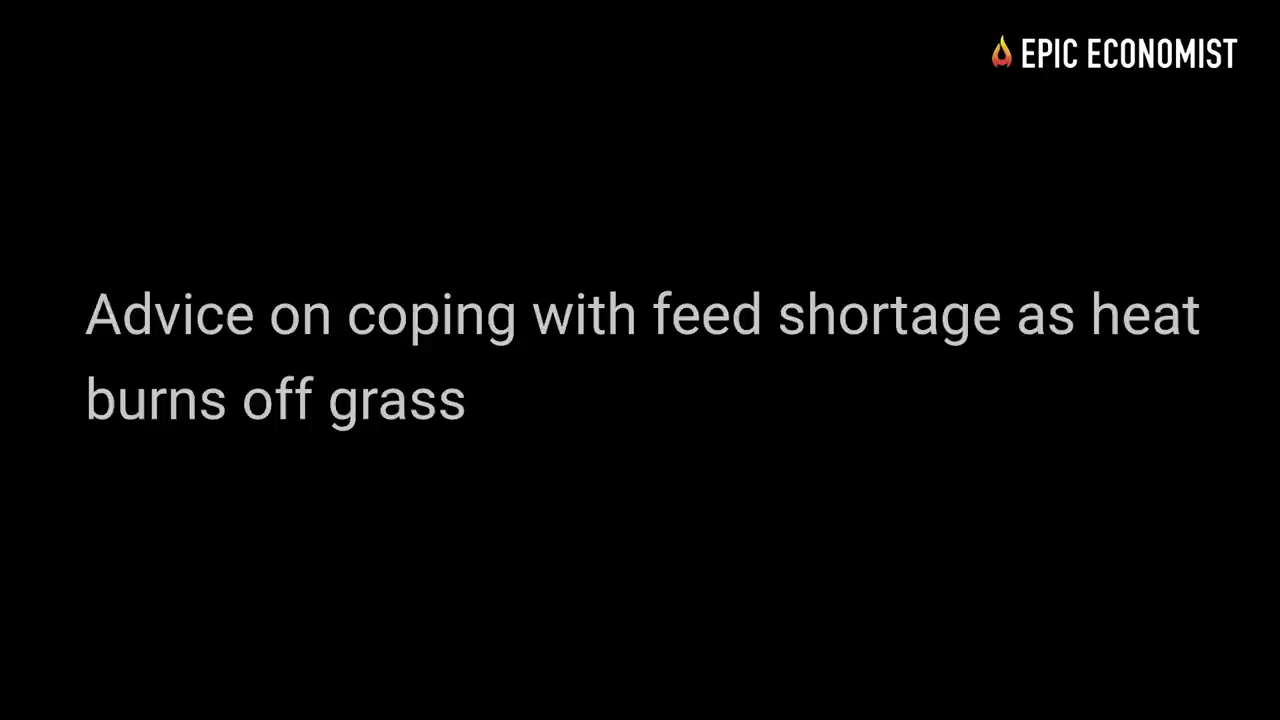 EPIC ECONOMIST
Advice on coping with feed shortage as heat
burns off grass